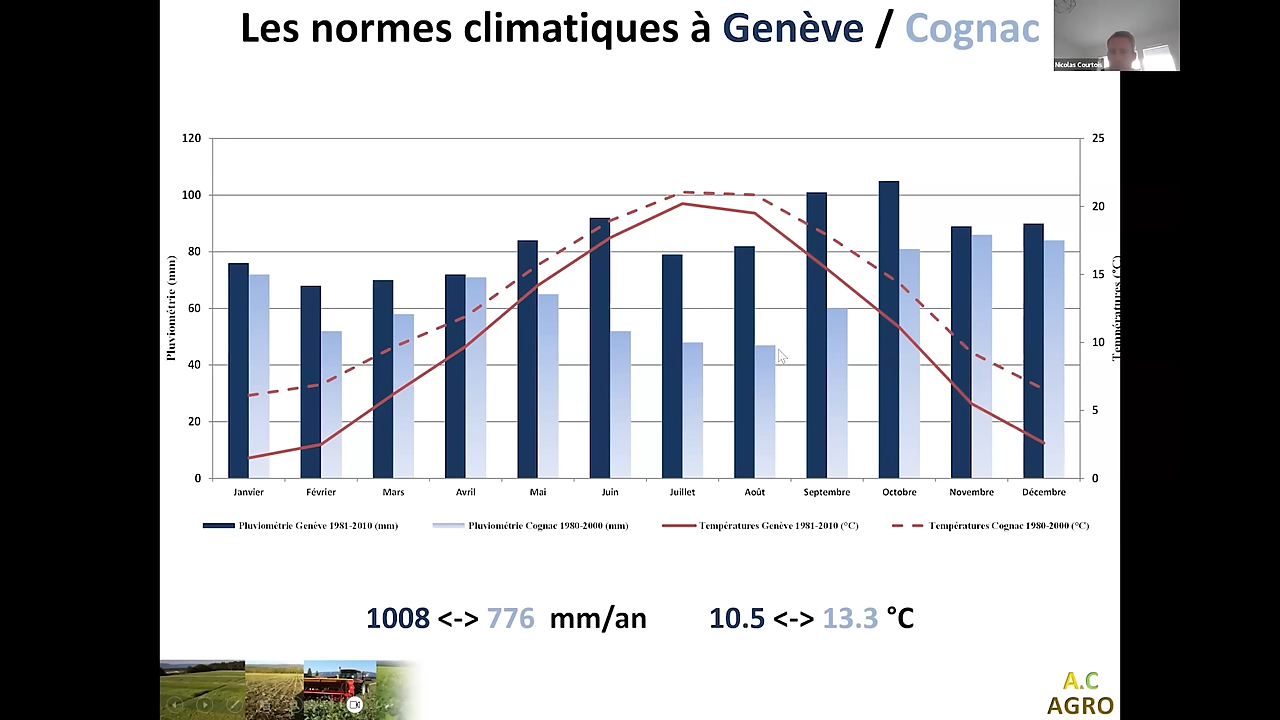 Les normes climatiques à Genève / Cognac
Nicolas Courtois
120
100
80
60
40
20
0
Pluviométrie (mm)
25
20
15
10
5
0
Températures (°C)
Janvier Février Mars Avril Mai Juin Juillet Août Septembre Octobre Novembre Décembre
Pluviométrie Genève 1981-2010 (mm) Pluviométrie Cognac 1980-2000 (mm) Températures Genève 1981-2010 (°C) Températures Cognac 1980-2000 (°C)
1008 <-> 776 mm/an 10.5 <-> 13.3 °C
A.C
AGRO